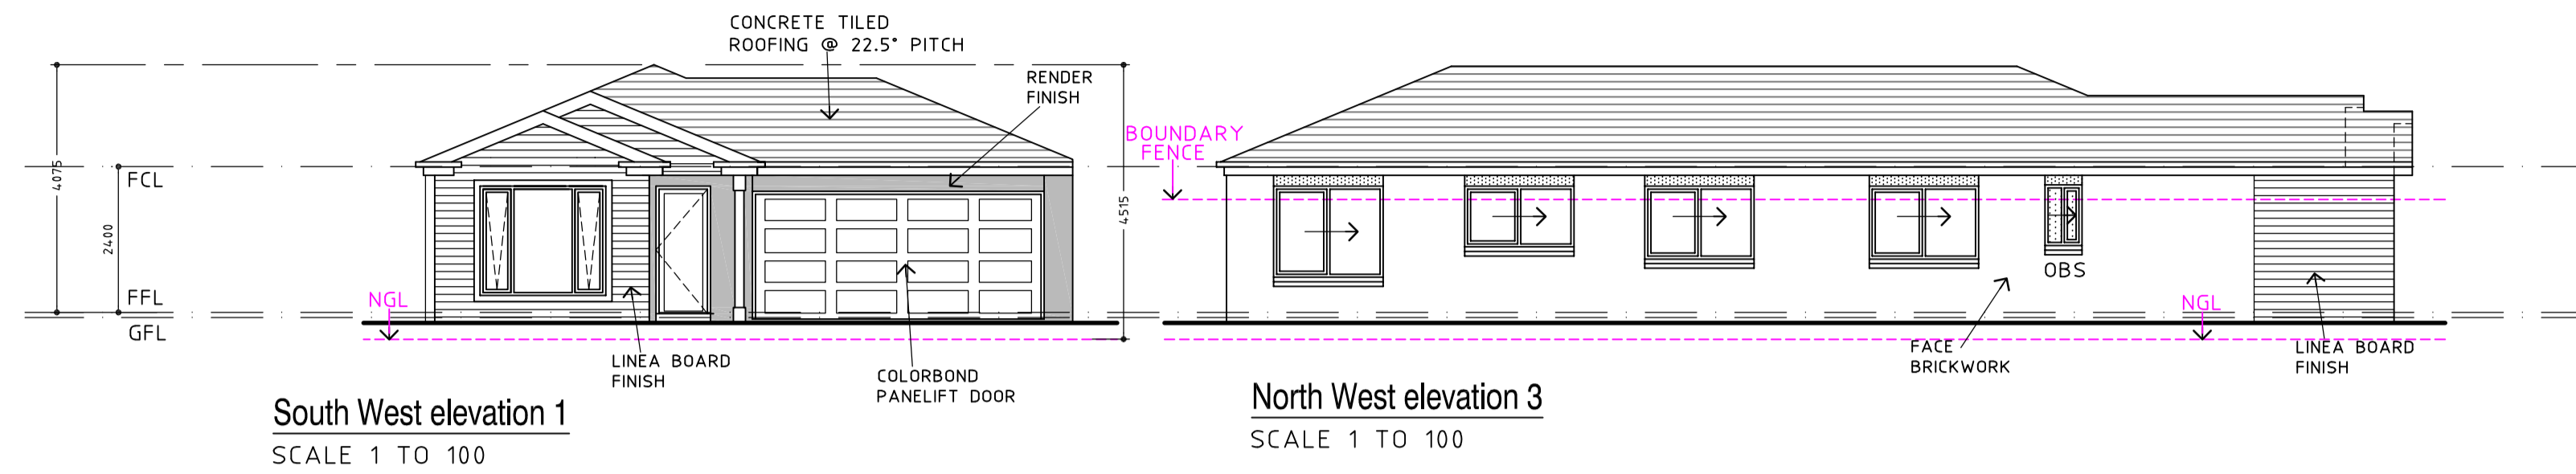 CONCRETE TILED
ROOFING @ 22.5° PITCH
RENDER
FINISH
4075
2400
FCL
FFL
GFL
NGL
4515
LINEA BOARD
FINISH
COLORBOND
PANELIFT DOOR
South West elevation 1
SCALE 1 TO 100
BOUNDARY
FENCE
OBS
NGL
FACE
BRICKWORK
LINEA BOARD
FINISH
North West elevation 3
SCALE 1 TO 100